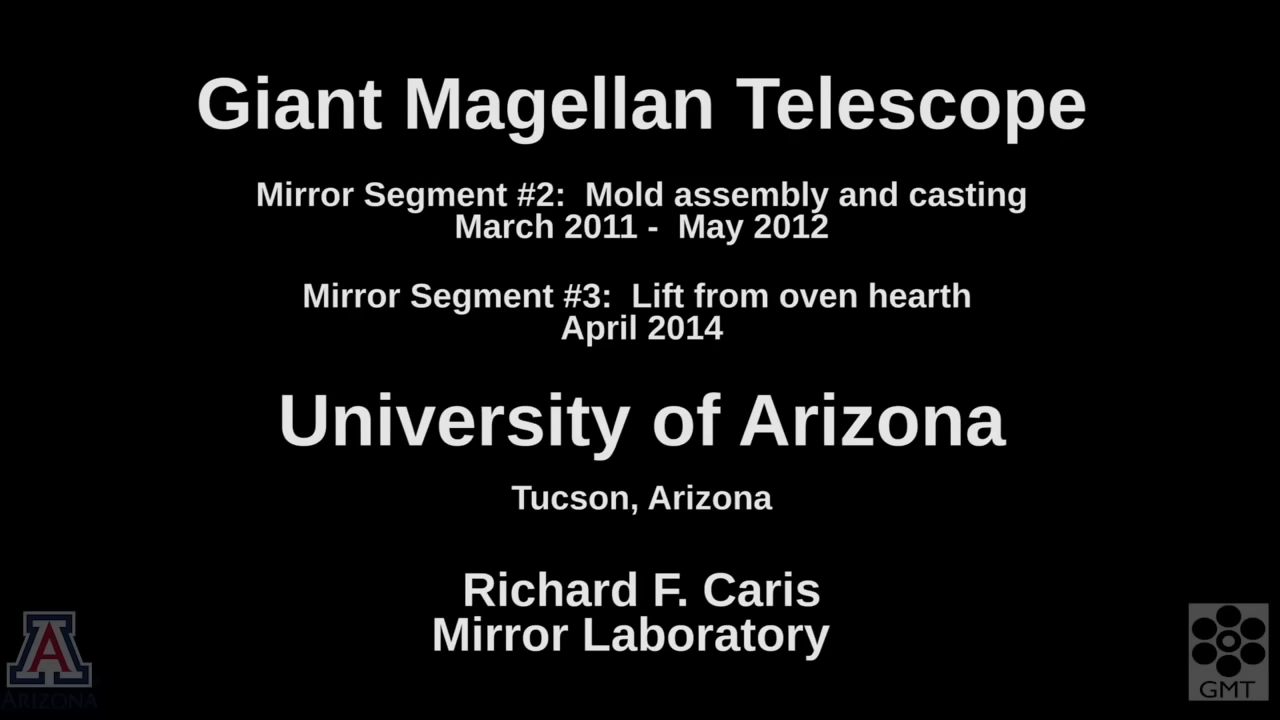 Giant Magellan Telescope
Mirror Segment #2:  Mold assembly and casting
March 2011 -  May 2012
Mirror Segment #3:  Lift from oven hearth
April 2014
University of Arizona
Tucson, Arizona
Richard F. Caris
Mirror Laboratory
A
ARIZONA
GMT